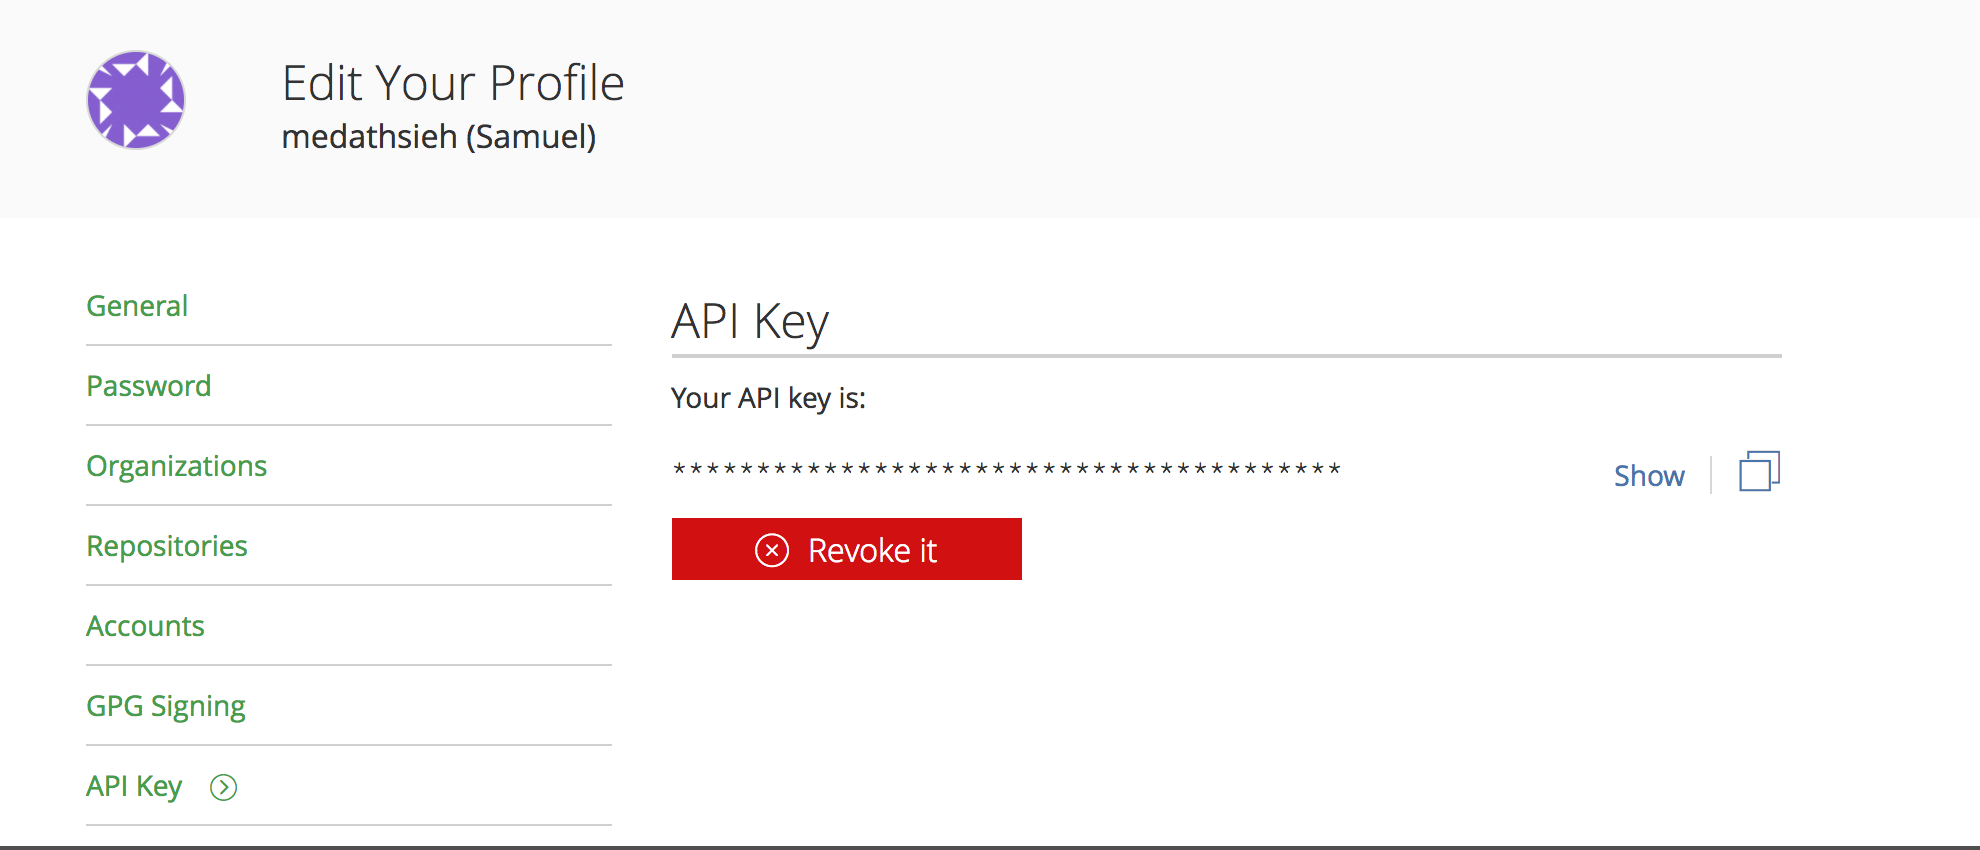 Edit Your Profile
medathsieh (Samuel)
General
Password
Organizations
Repositories
Accounts
GPG Signing
API Key
API Key
Your API key is:
****************************************
Show
Revoke it